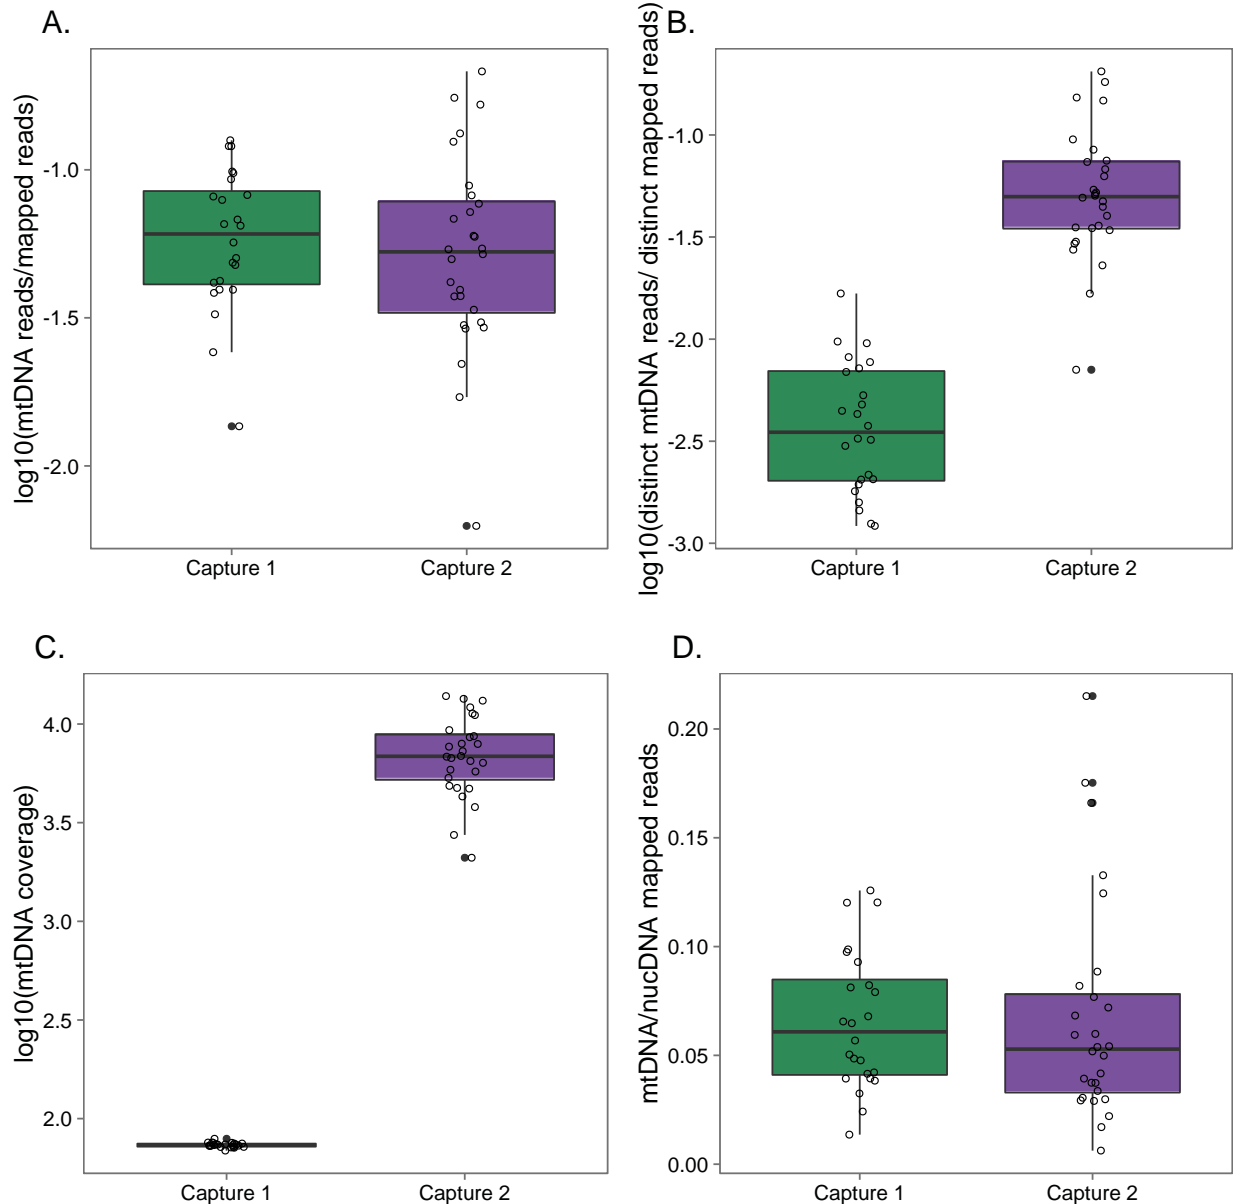 A.
log10(mtDNA reads/mapped reads)
-1.0
-1.5
-2.0
Capture 1
Capture 2
B.
log10(distinct mtDNA reads/ distinct mapped reads)
-1.0
-1.5
-2.0
-2.5
-3.0
Capture 1
Capture 2
C.
log10(mtDNA coverage)
4.0
3.5
3.0
2.5
2.0
Capture 1
Capture 2
D.
mtDNA/nucDNA mapped reads
0.20
0.15
0.10
0.05
0.00
Capture 1
Capture 2